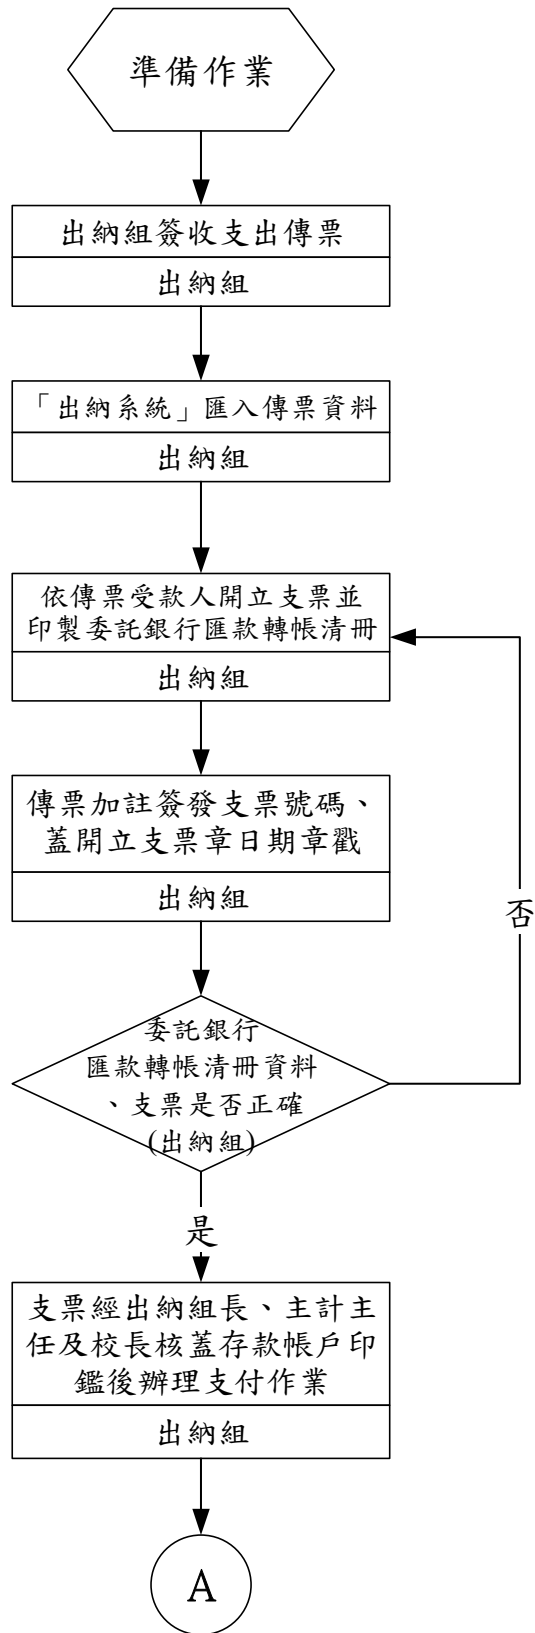 準備作業
出納組簽收支出傳票
出納組
「出納系統」匯入傳票資料
出納組
依傳票受款人開立支票並
印製委託銀行匯款轉帳清冊
出納組
傳票加註簽發支票號碼、
蓋開立支票章日期章戳
出納組
否
委託銀行
匯款轉帳清冊資料
、支票是否正確
(出納組)
是
支票經出納組長、主計主
任及校長核蓋存款帳戶印
鑑後辦理支付作業
出納組
A